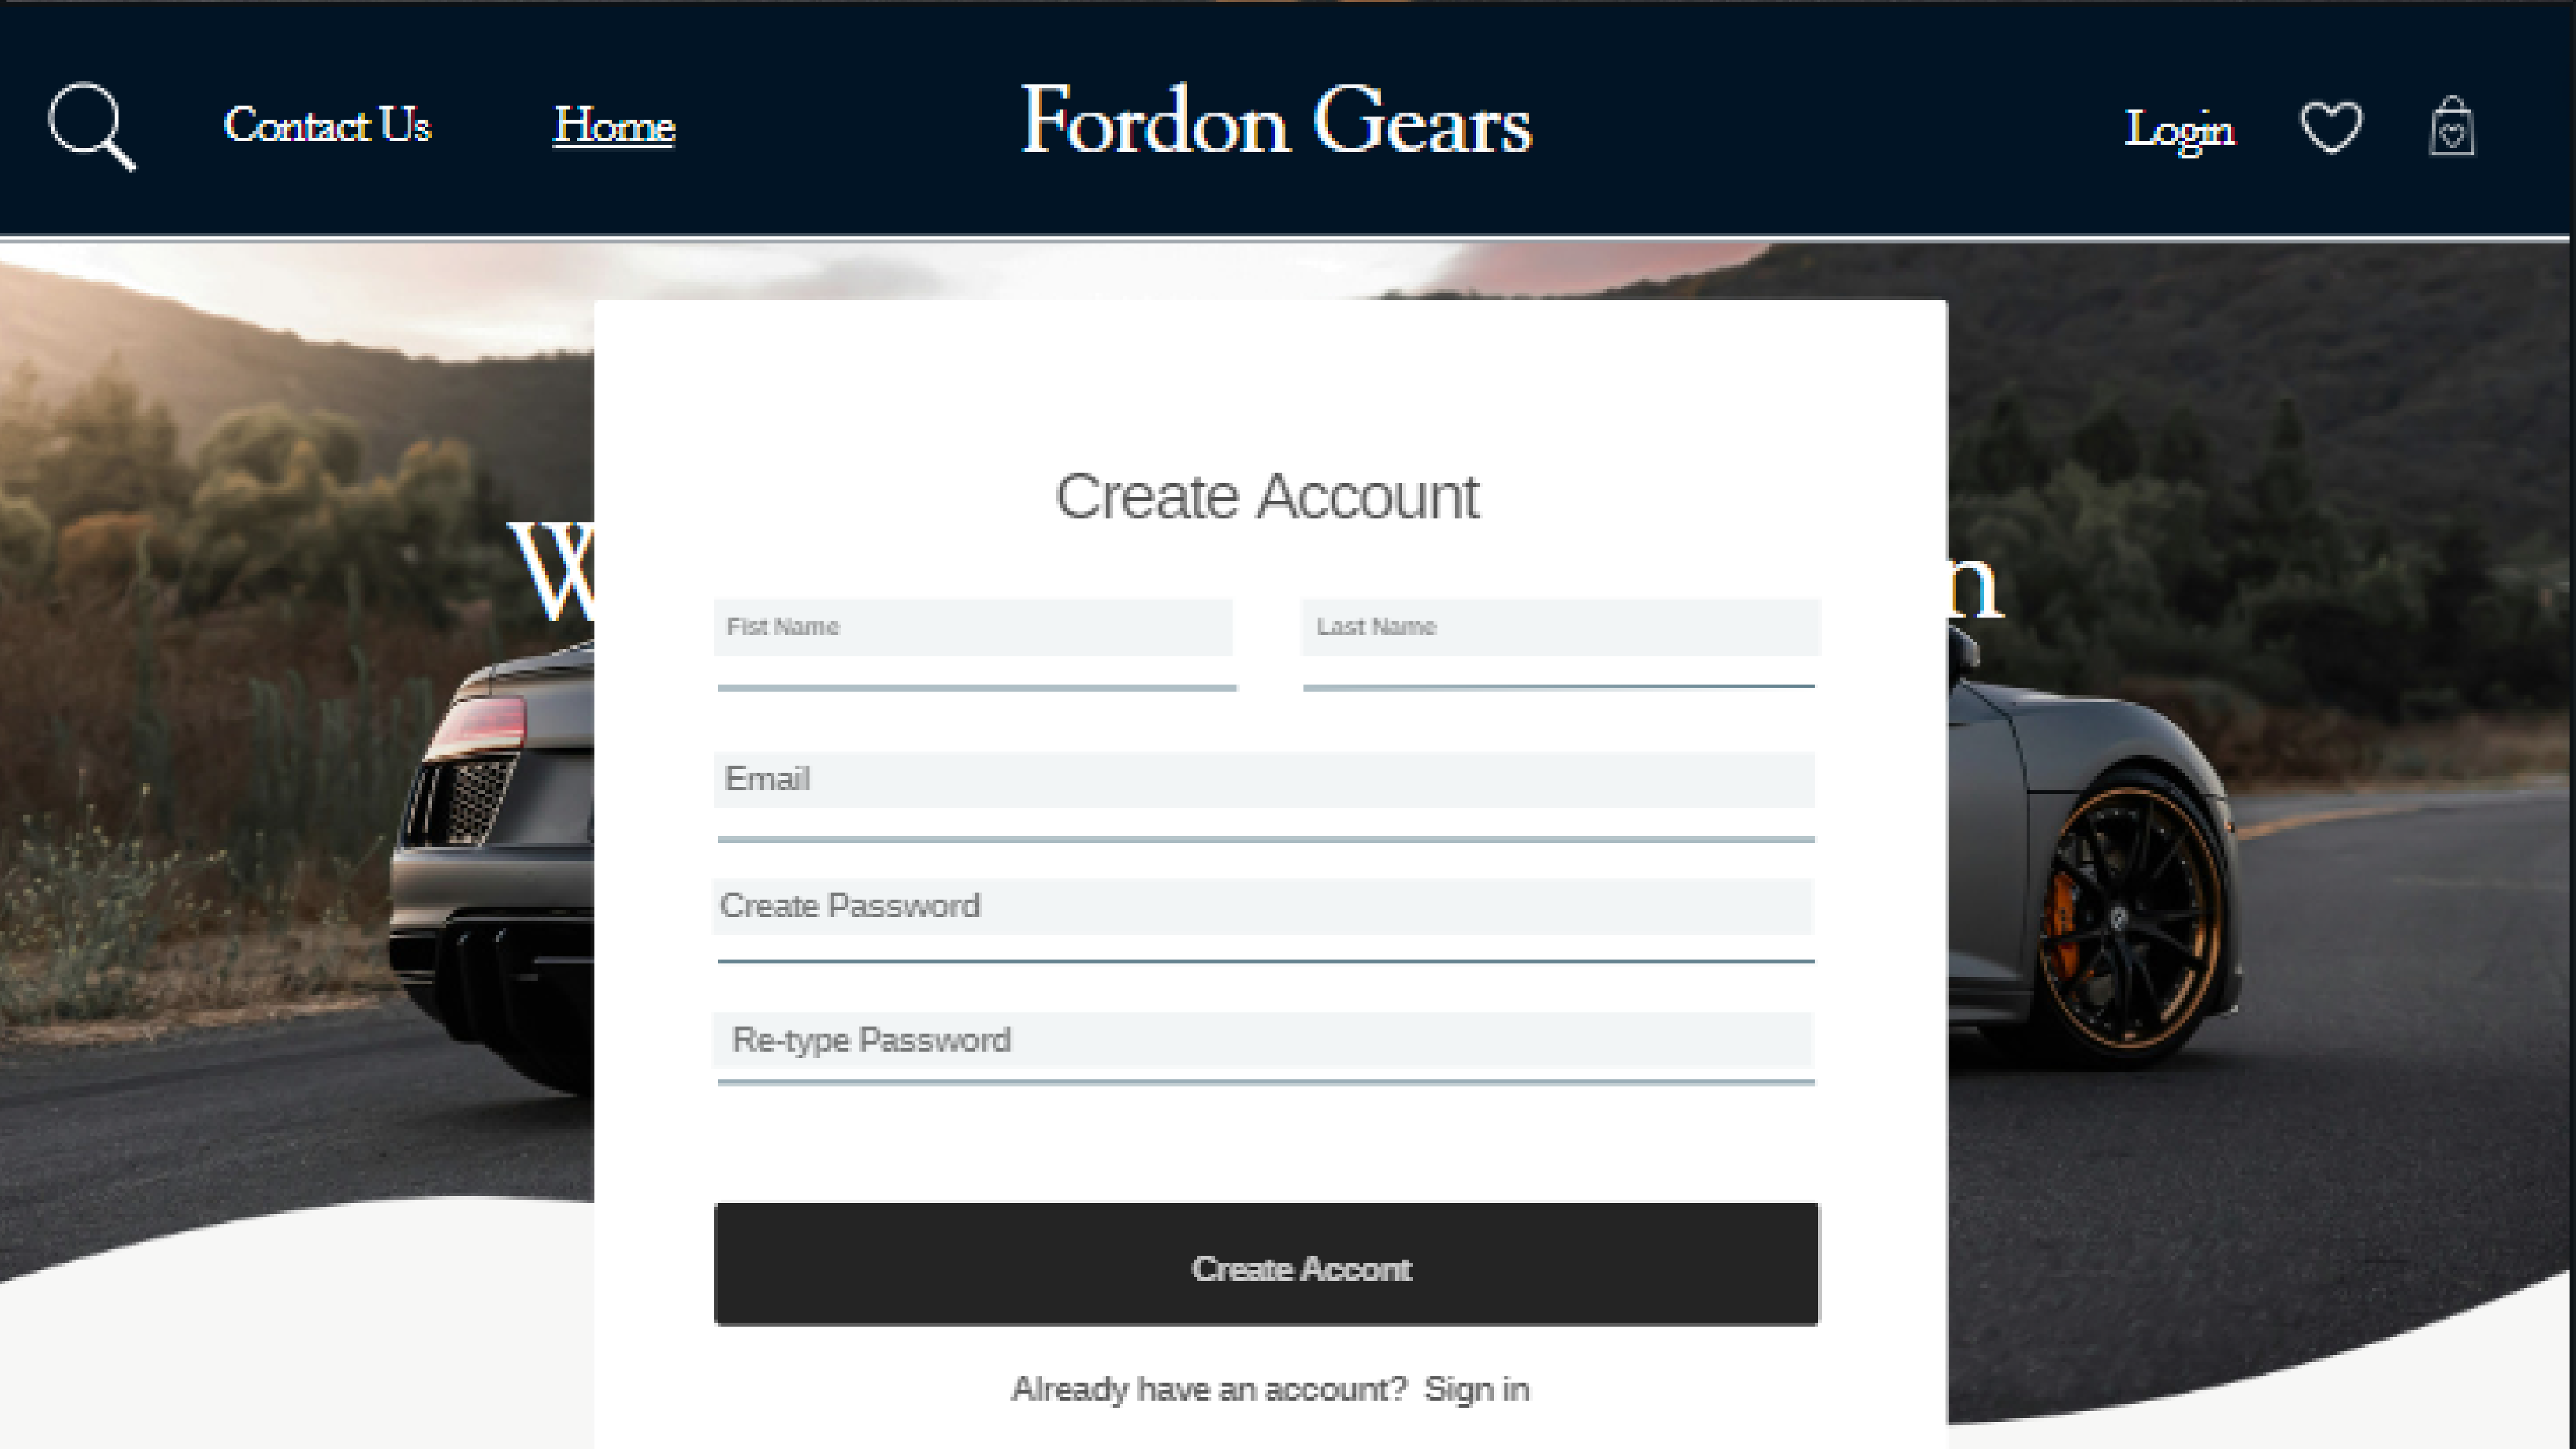 Contact Us Home Fordon Gears Login
Create Account
Fist Name Last Name
Email
Create Password
Re-type Password
Create Accont
Already have an account? Sign in